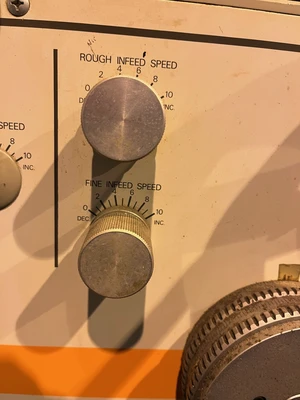 ROUGH INFEED SPEED
0 2 4 6 8 10
DEC. INC.
SPEED
8 10
INC.
FINE INFEED SPEED
0 2 4 6 8 10
DEC. INC.